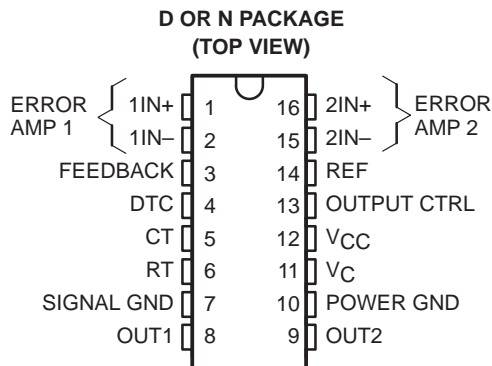 D OR N PACKAGE
(TOP VIEW)
ERROR
AMP 1
1IN+ 1 16 2IN+
ERROR
AMP 2
1IN– 2 15 2IN–
FEEDBACK 3 14 REF
DTC 4 13 OUTPUT CTRL
CT 5 12 VCC
RT 6 11 VC
SIGNAL GND 7 10 POWER GND
OUT1 8 9 OUT2